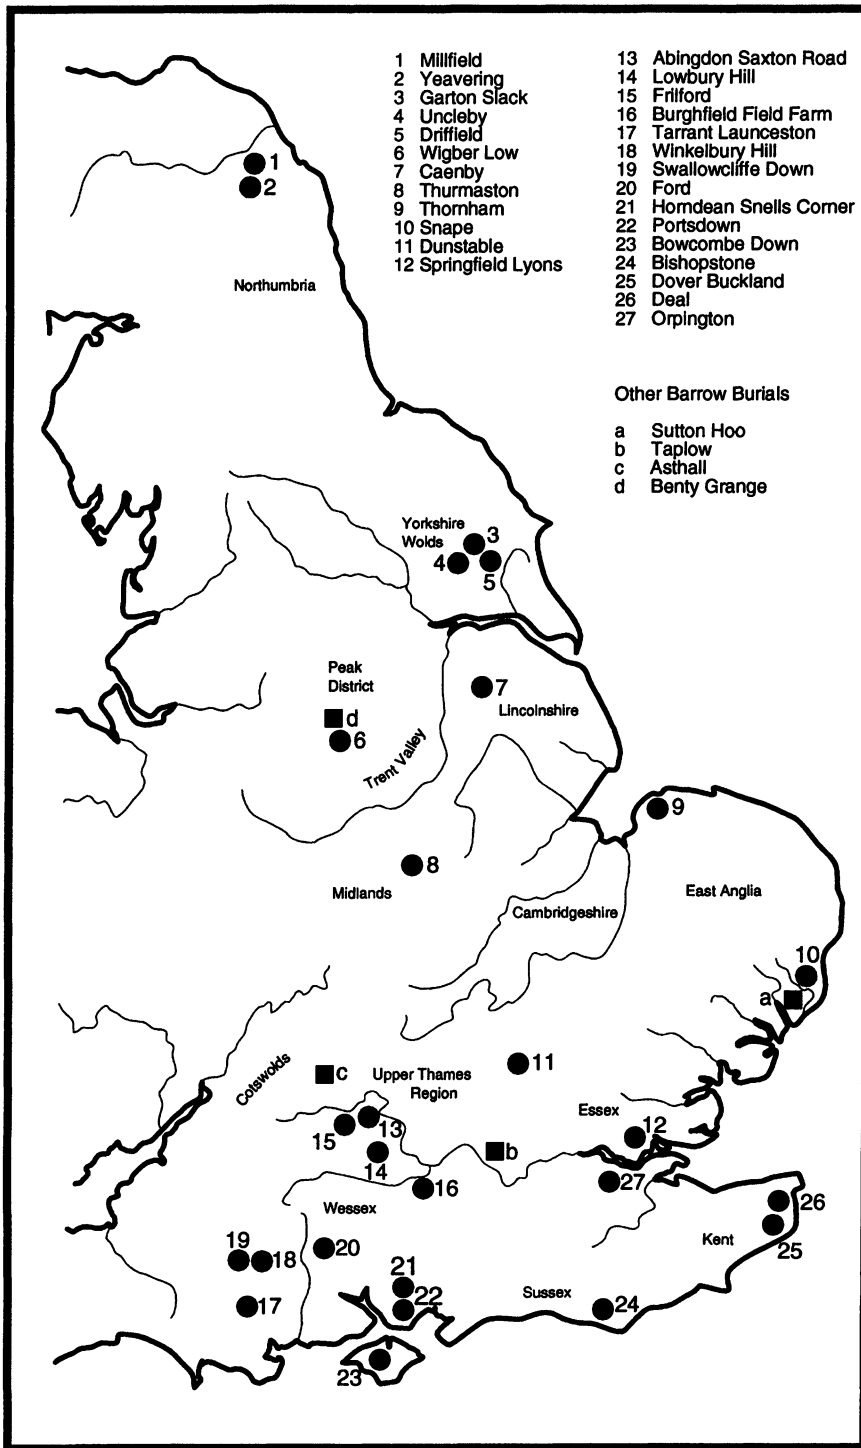 1 Millfield
2 Yeavering
3 Garton Slack
4 Uncleby
5 Driffield
6 Wigber Low
7 Caenby
8 Thurmaston
9 Thornham
10 Snape
11 Dunstable
12 Springfield Lyons
13 Abingdon Saxton Road
14 Lowbury Hill
15 Frilford
16 Burghfield Field Farm
17 Tarrant Launceston
18 Winkelbury Hill
19 Swallowcliffe Down
20 Ford
21 Horndean Snells Corner
22 Portsdown
23 Bowcombe Down
24 Bishopstone
25 Dover Buckland
26 Deal
27 Orpington
Other Barrow Burials
a Sutton Hoo
b Taplow
c Asthall
d Benty Grange
1
2
Northumbria
Yorkshire
Wolds
3
4
5
Peak
District
d
6
7
Lincolnshire
Trent Valley
9
8
Midlands
East Anglia
Cambridgeshire
10
a
Cotswolds
c
Upper Thames
Region
11
Essex
12
13
15
14
b
16
27
Wessex
26
25
Kent
19
18
20
21
22
Sussex
24
17
23